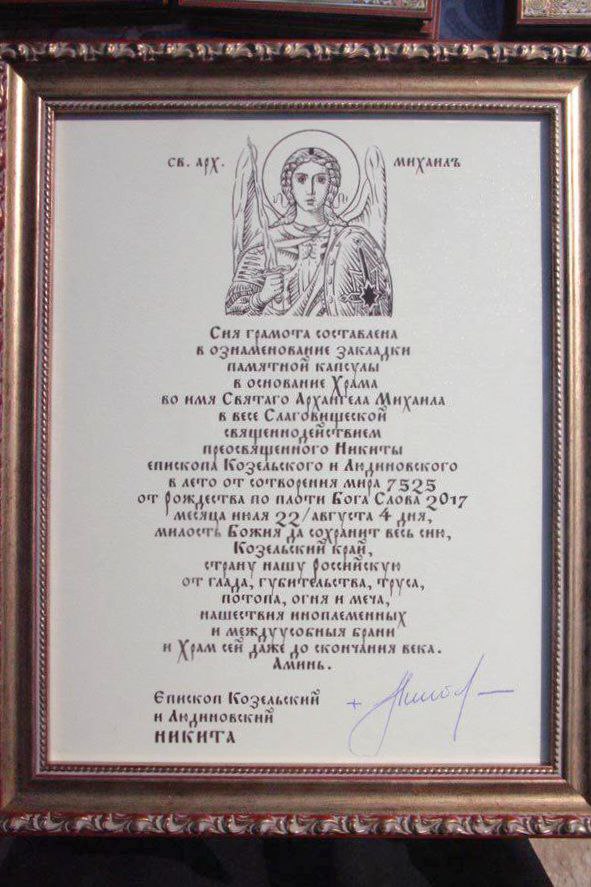 СВ. АРХ. МИХАИЛЪ
Сия грамота составлена
в ознаменование закладки
памятной капсулы
в основание Храма
во имя Святаго Архангела Михаила
в весе Слаговищеской
священнодействием
преосвященного Никиты
епископа Козельского и Людиновского
в лето от сотворения мира 7525
от Рождества по плоти Бога Слова 2017
месяца июля 22/августа 4 дня,
милость Божия да сохранит весь сию,
Козельский край,
страну нашу Российскую
от глада, губительства, труса,
потопа, огня и меча,
нашествия иноплеменных
и междуусобныя брани
и Храм сей даже до скончания века.
Аминь.
Епископ Козельский
и Людиновский
НИКИТА